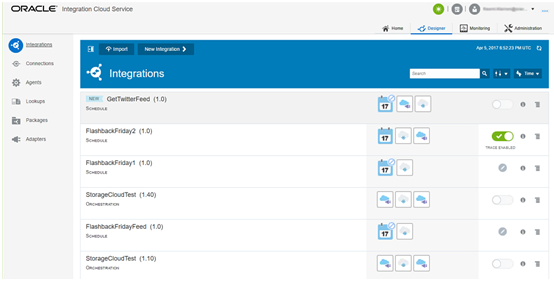 ORACLE Integration Cloud Service
Home Designer Monitoring Administration
Integrations
Connections
Agents
Lookups
Packages
Adapters
Import New Integration
Apr 5, 2017 8:52:23 PM UTC
Integrations
Search
Time
NEW GetTwitterFeed (1.0)
SCHEDULE
17
FlashbackFriday2 (1.0)
SCHEDULE
17
TRACE ENABLED
FlashbackFriday1 (1.0)
SCHEDULE
17
StorageCloudTest (1.40)
ORCHESTRATION
FlashbackFridayFeed (1.0)
SCHEDULE
17
StorageCloudTest (1.10)
ORCHESTRATION